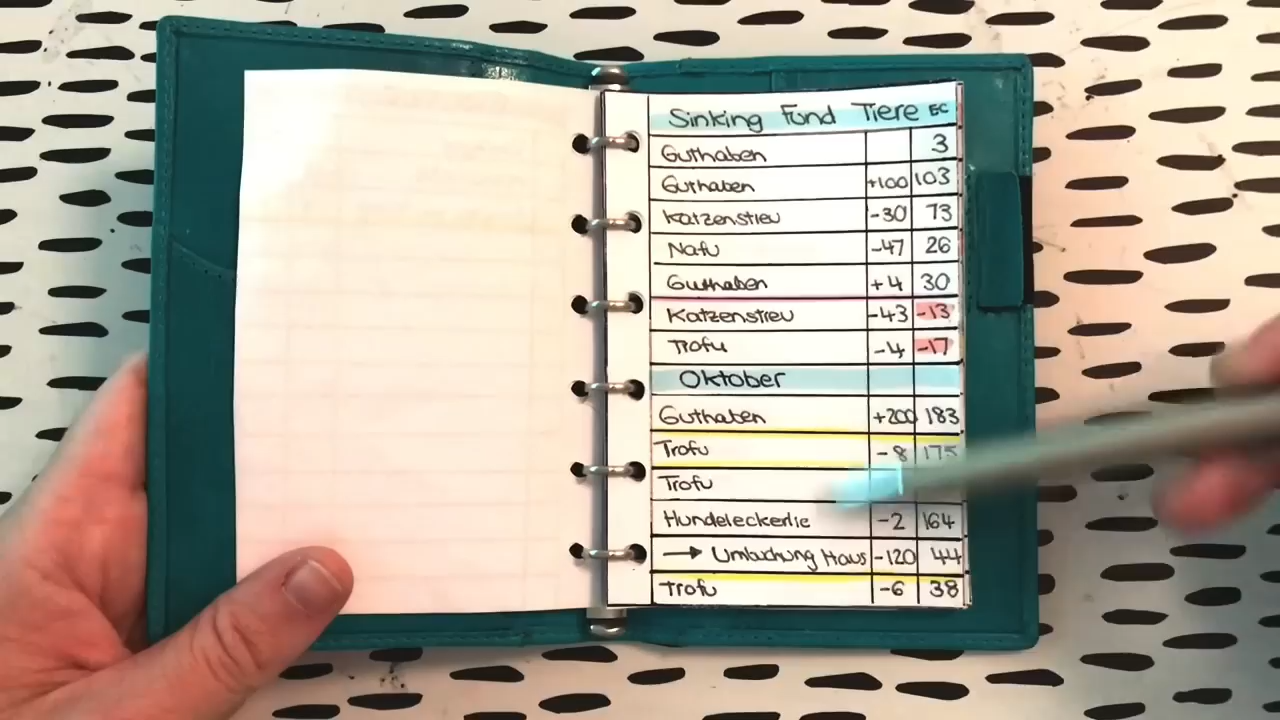 Sinking Fund Tiere EC
Guthaben 3
Guthaben +100 103
Katzenstreu -30 73
Nafu -47 26
Guthaben +4 30
Katzenstreu -43 -13
Trofu -4 -17
Oktober
Guthaben +200 183
Trofu -8 175
Trofu
Hundeleckerlie -2 164
→ Umbuchung Haus -120 44
Trofu -6 38